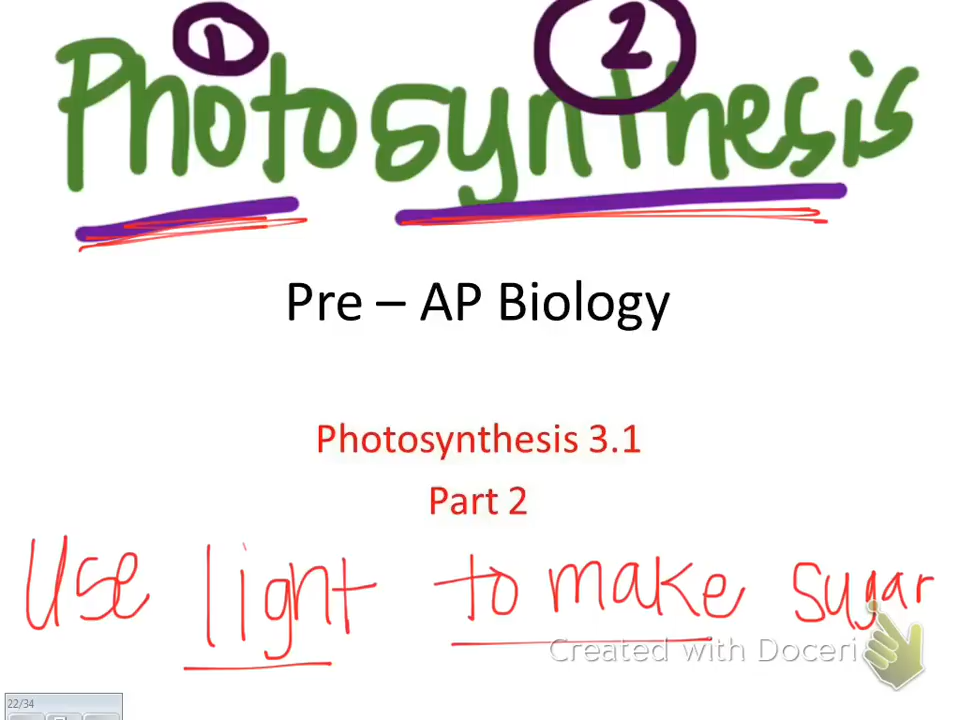 1 2
Photosynthesis
Pre – AP Biology
Photosynthesis 3.1
Part 2
Use light to make sugar
Created with Doceri
22/34